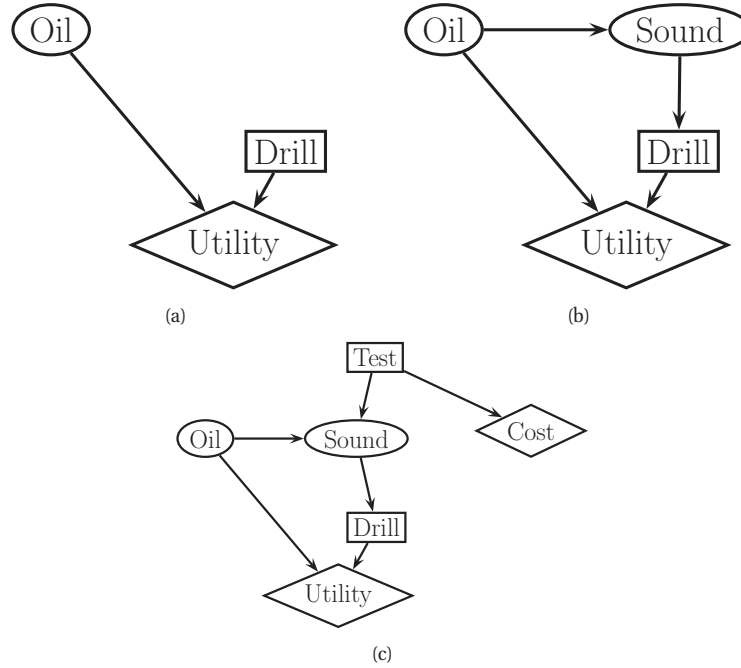 Oil
Drill
Utility
(a)
Oil
Sound
Drill
Utility
(b)
Test
Cost
Oil
Sound
Drill
Utility
(c)